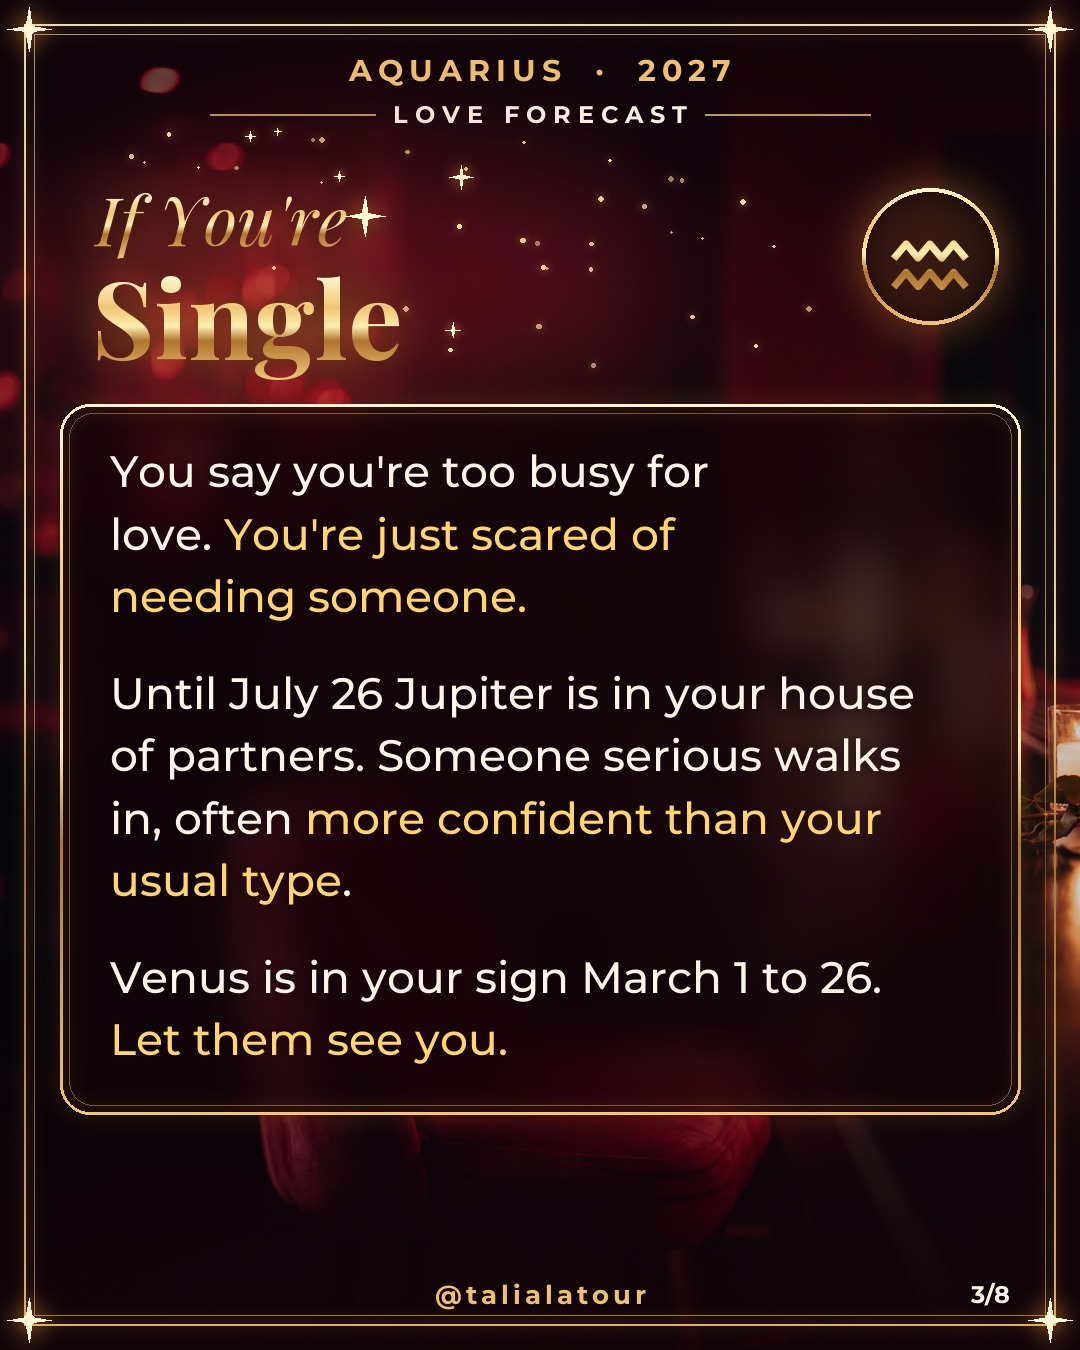 AQUARIUS · 2027
LOVE FORECAST
If You're
Single
You say you're too busy for
love. You're just scared of
needing someone.
Until July 26 Jupiter is in your house
of partners. Someone serious walks
in, often more confident than your
usual type.
Venus is in your sign March 1 to 26.
Let them see you.
@talialatour
3/8